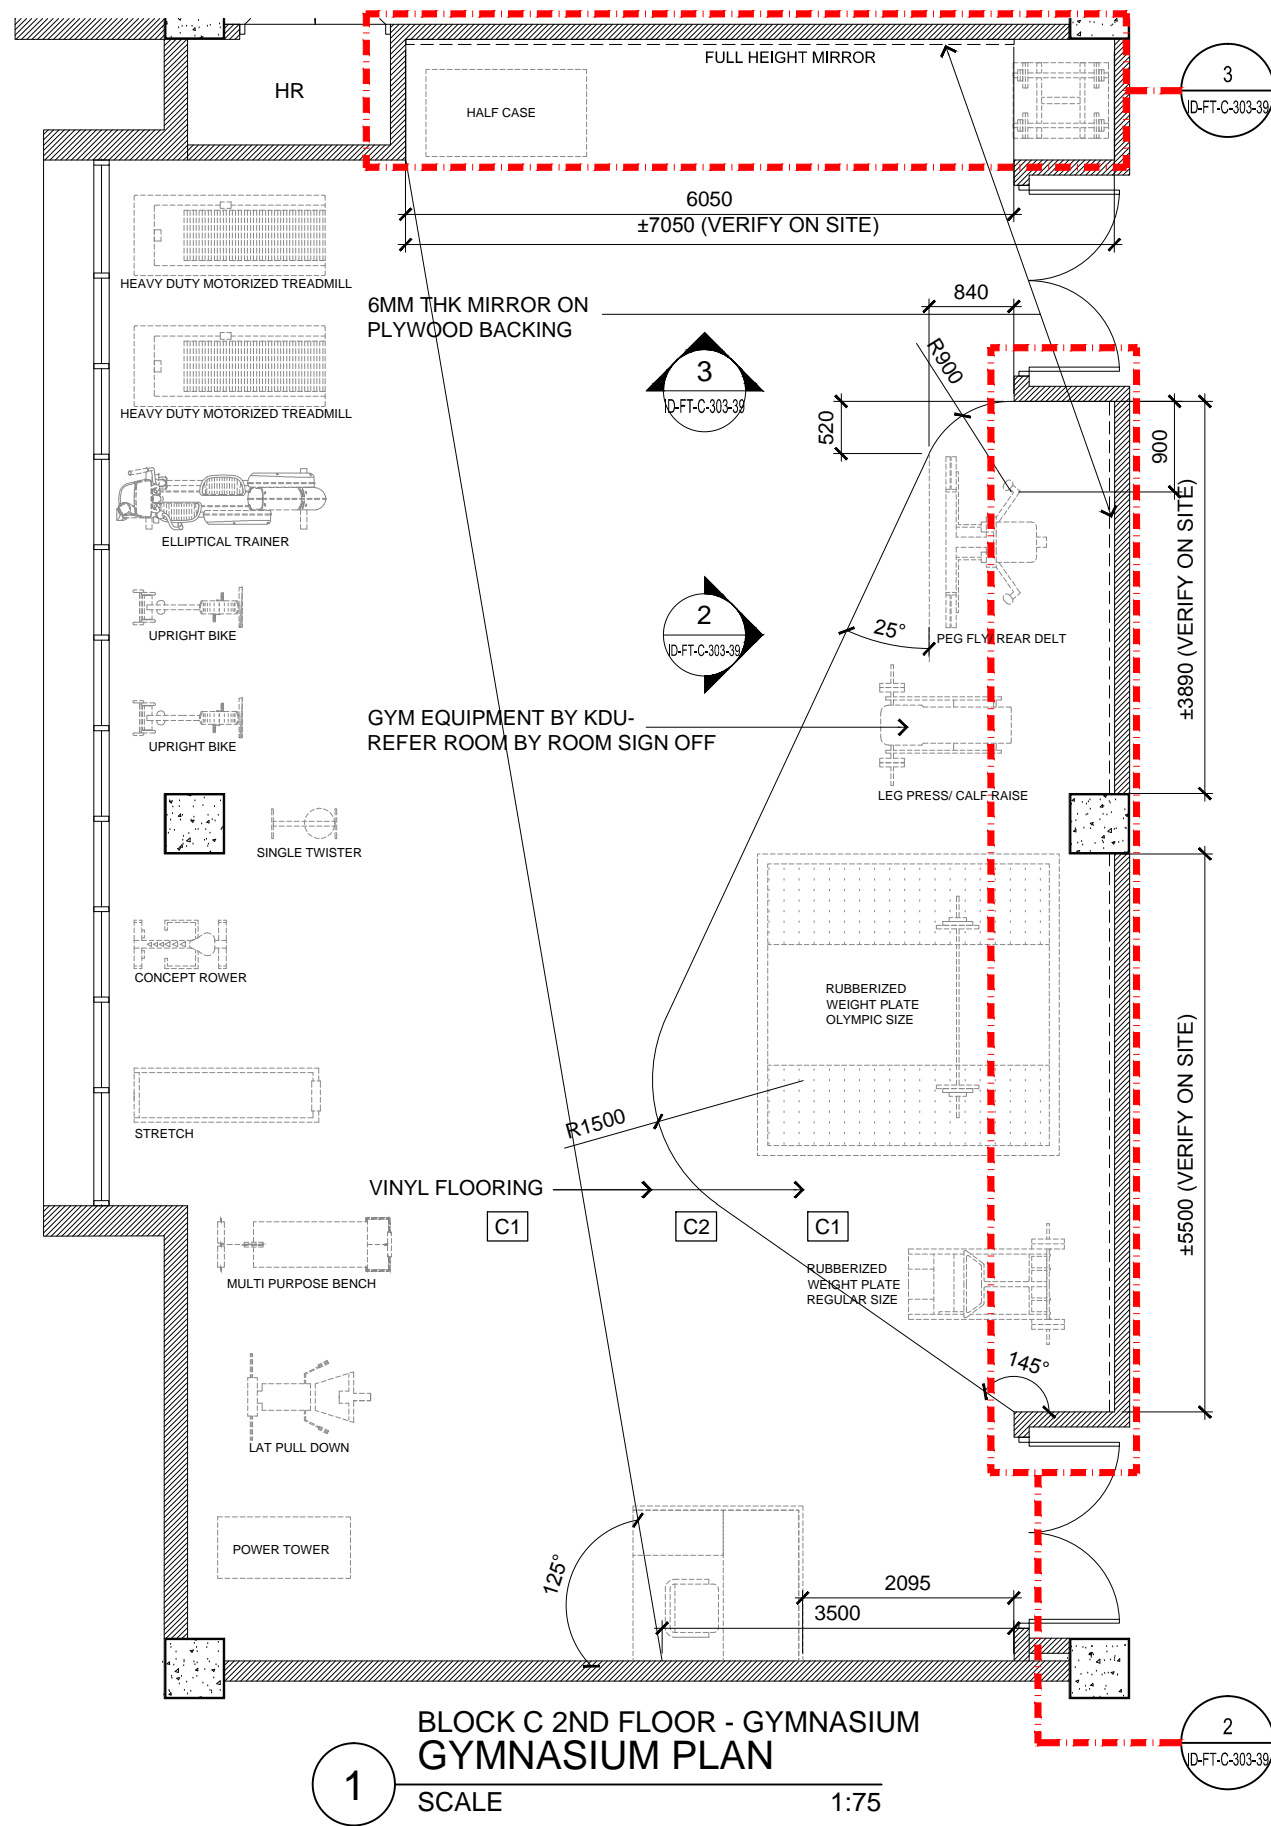 HR
FULL HEIGHT MIRROR
HALF CASE
3
ID-FT-C-303-39
6050
±7050 (VERIFY ON SITE)
HEAVY DUTY MOTORIZED TREADMILL
6MM THK MIRROR ON
PLYWOOD BACKING
840
R900
3
ID-FT-C-303-39
HEAVY DUTY MOTORIZED TREADMILL
520
900
±3890 (VERIFY ON SITE)
ELLIPTICAL TRAINER
2
ID-FT-C-303-39
25°
PEG FLY/ REAR DELT
UPRIGHT BIKE
GYM EQUIPMENT BY KDU-
REFER ROOM BY ROOM SIGN OFF
UPRIGHT BIKE
LEG PRESS/ CALF RAISE
SINGLE TWISTER
CONCEPT ROWER
RUBBERIZED
WEIGHT PLATE
OLYMPIC SIZE
±5500 (VERIFY ON SITE)
STRETCH
R1500
VINYL FLOORING
C1
C2
C1
MULTI PURPOSE BENCH
RUBBERIZED
WEIGHT PLATE
REGULAR SIZE
145°
LAT PULL DOWN
POWER TOWER
125°
2095
3500
BLOCK C 2ND FLOOR - GYMNASIUM
GYMNASIUM PLAN
1
SCALE 1:75
2
ID-FT-C-303-39